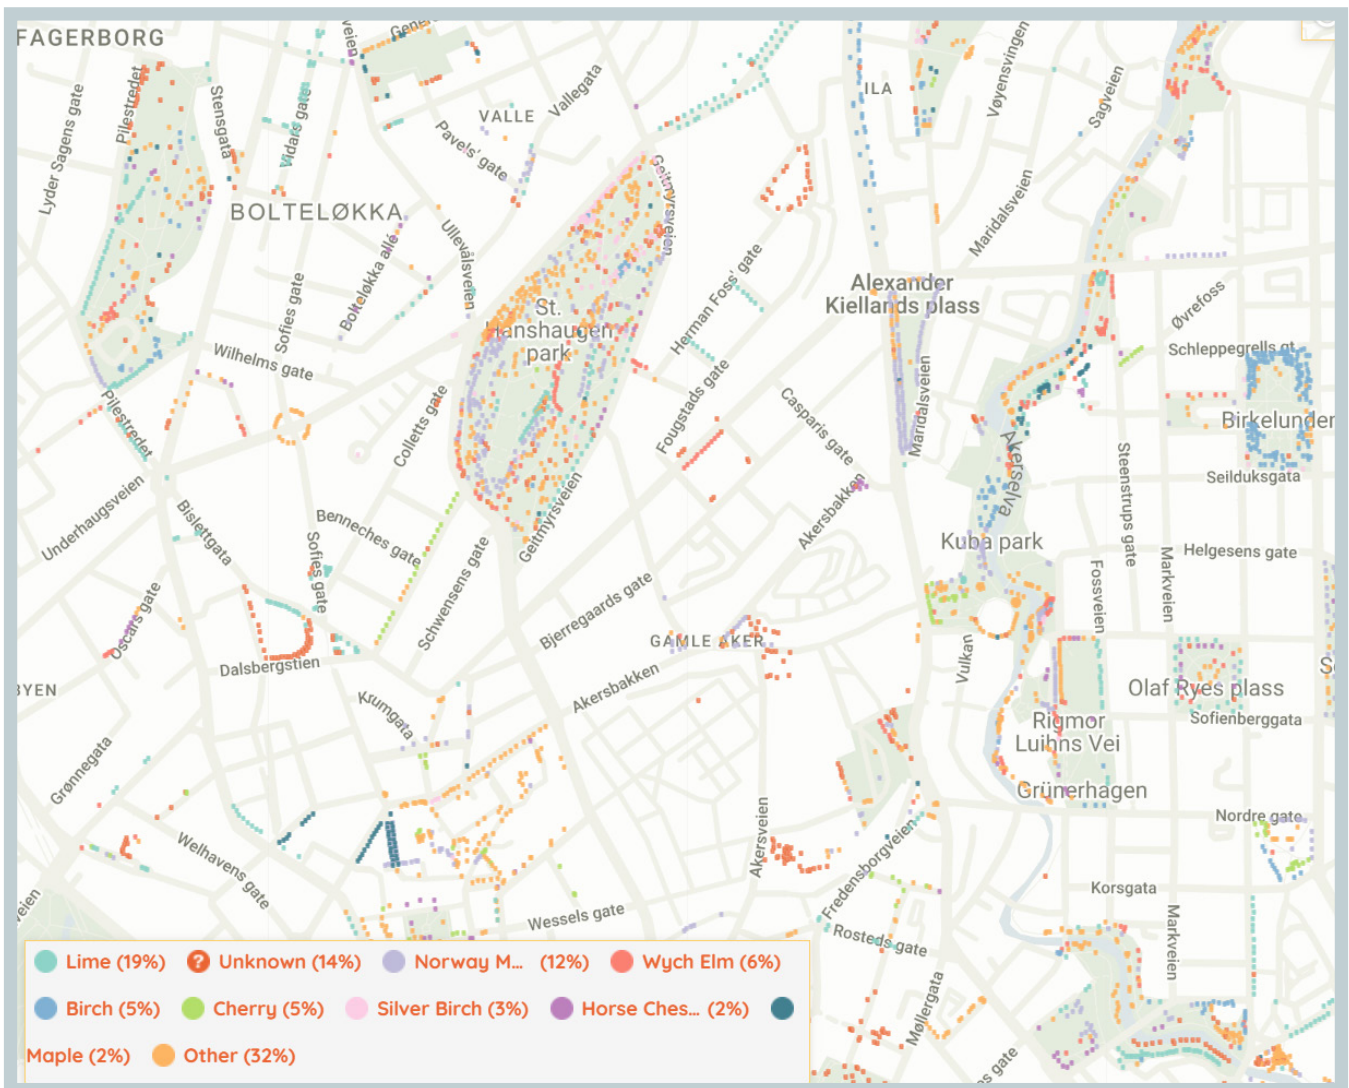 FAGERBORG
Pilestredet
Stensgata
Vidars gate
Lyder Sagens gate
veien
VALLE
Vallegata
Pavels' gate
ILA
Vøyensvingen
Sagveien
BOLTELØKKA
Ullevålsveien
Geitmyrsveien
Maridalsveien
Bolteløkka allé
Sofies gate
Herman Foss' gate
Alexander
Kiellands plass
Øvrefoss
St.
Hanshaugen
park
Wilhelms gate
Schleppegrells gt
Pilestredet
Colletts gate
Fougstads gate
Casparis gate
Maridalsveien
Birkelunden
Akerselva
Steenstrups gate
Seilduksgata
Underhaugsveien
Bislettgata
Benneches gate
Sofies gate
Geitmyrsveien
Akersbakken
Kuba park
Helgesens gate
Markveien
Fossveien
Oscars gate
Schwensens gate
Bjerregaards gate
GAMLE AKER
Vulkan
Dalsbergstien
BYEN
Krumgata
Akersbakken
Olaf Ryes plass
Sofienberggata
Rigmor
Luihns Vei
Grünerhagen
Grønnegata
Nordre gate
Welhavens gate
Akersveien
Fredensborgveien
Korsgata
veien
Wessels gate
Rosteds gate
Markveien
Møllergata
Lime (19%) ? Unknown (14%) Norway M... (12%) Wych Elm (6%)
Birch (5%) Cherry (5%) Silver Birch (3%) Horse Ches... (2%)
Maple (2%) Other (32%)